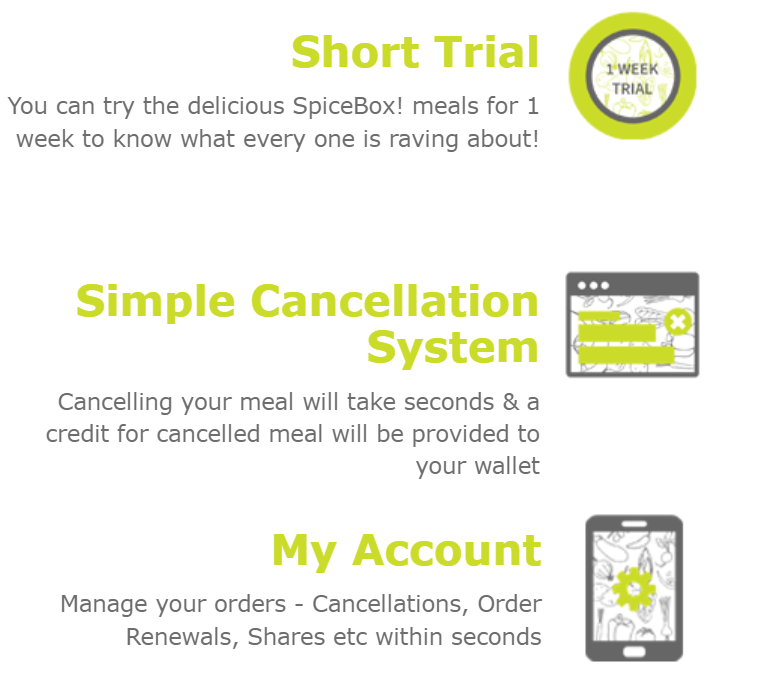 Short Trial
You can try the delicious SpiceBox! meals for 1
week to know what every one is raving about!
1 WEEK
TRIAL
Simple Cancellation
System
Cancelling your meal will take seconds & a
credit for cancelled meal will be provided to
your wallet
My Account
Manage your orders - Cancellations, Order
Renewals, Shares etc within seconds